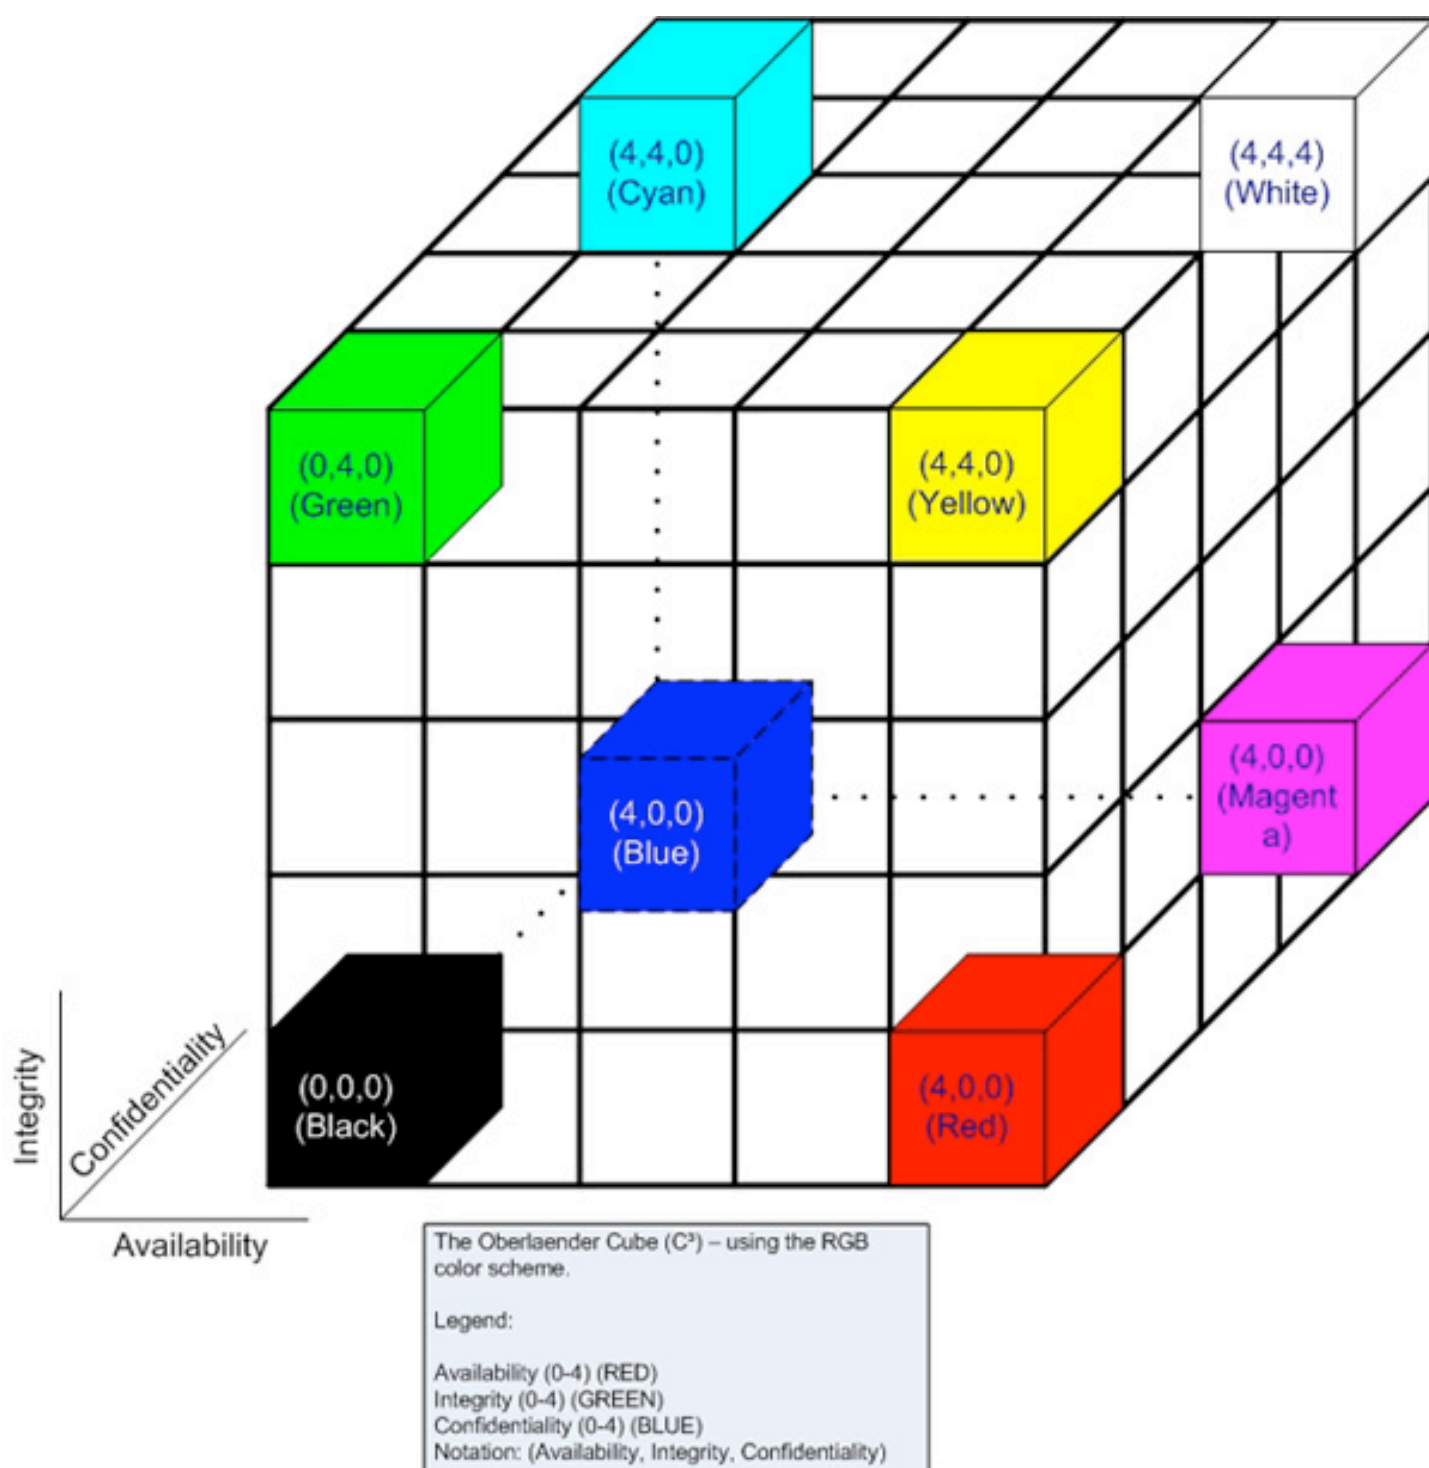 (4,4,0)
(Cyan)
(4,4,4)
(White)
(0,4,0)
(Green)
(4,4,0)
(Yellow)
(4,0,0)
(Blue)
(4,0,0)
(Magent
a)
(0,0,0)
(Black)
(4,0,0)
(Red)
Integrity
Confidentiality
Availability
The Oberlaender Cube (C³) – using the RGB
color scheme.
Legend:
Availability (0-4) (RED)
Integrity (0-4) (GREEN)
Confidentiality (0-4) (BLUE)
Notation: (Availability, Integrity, Confidentiality)